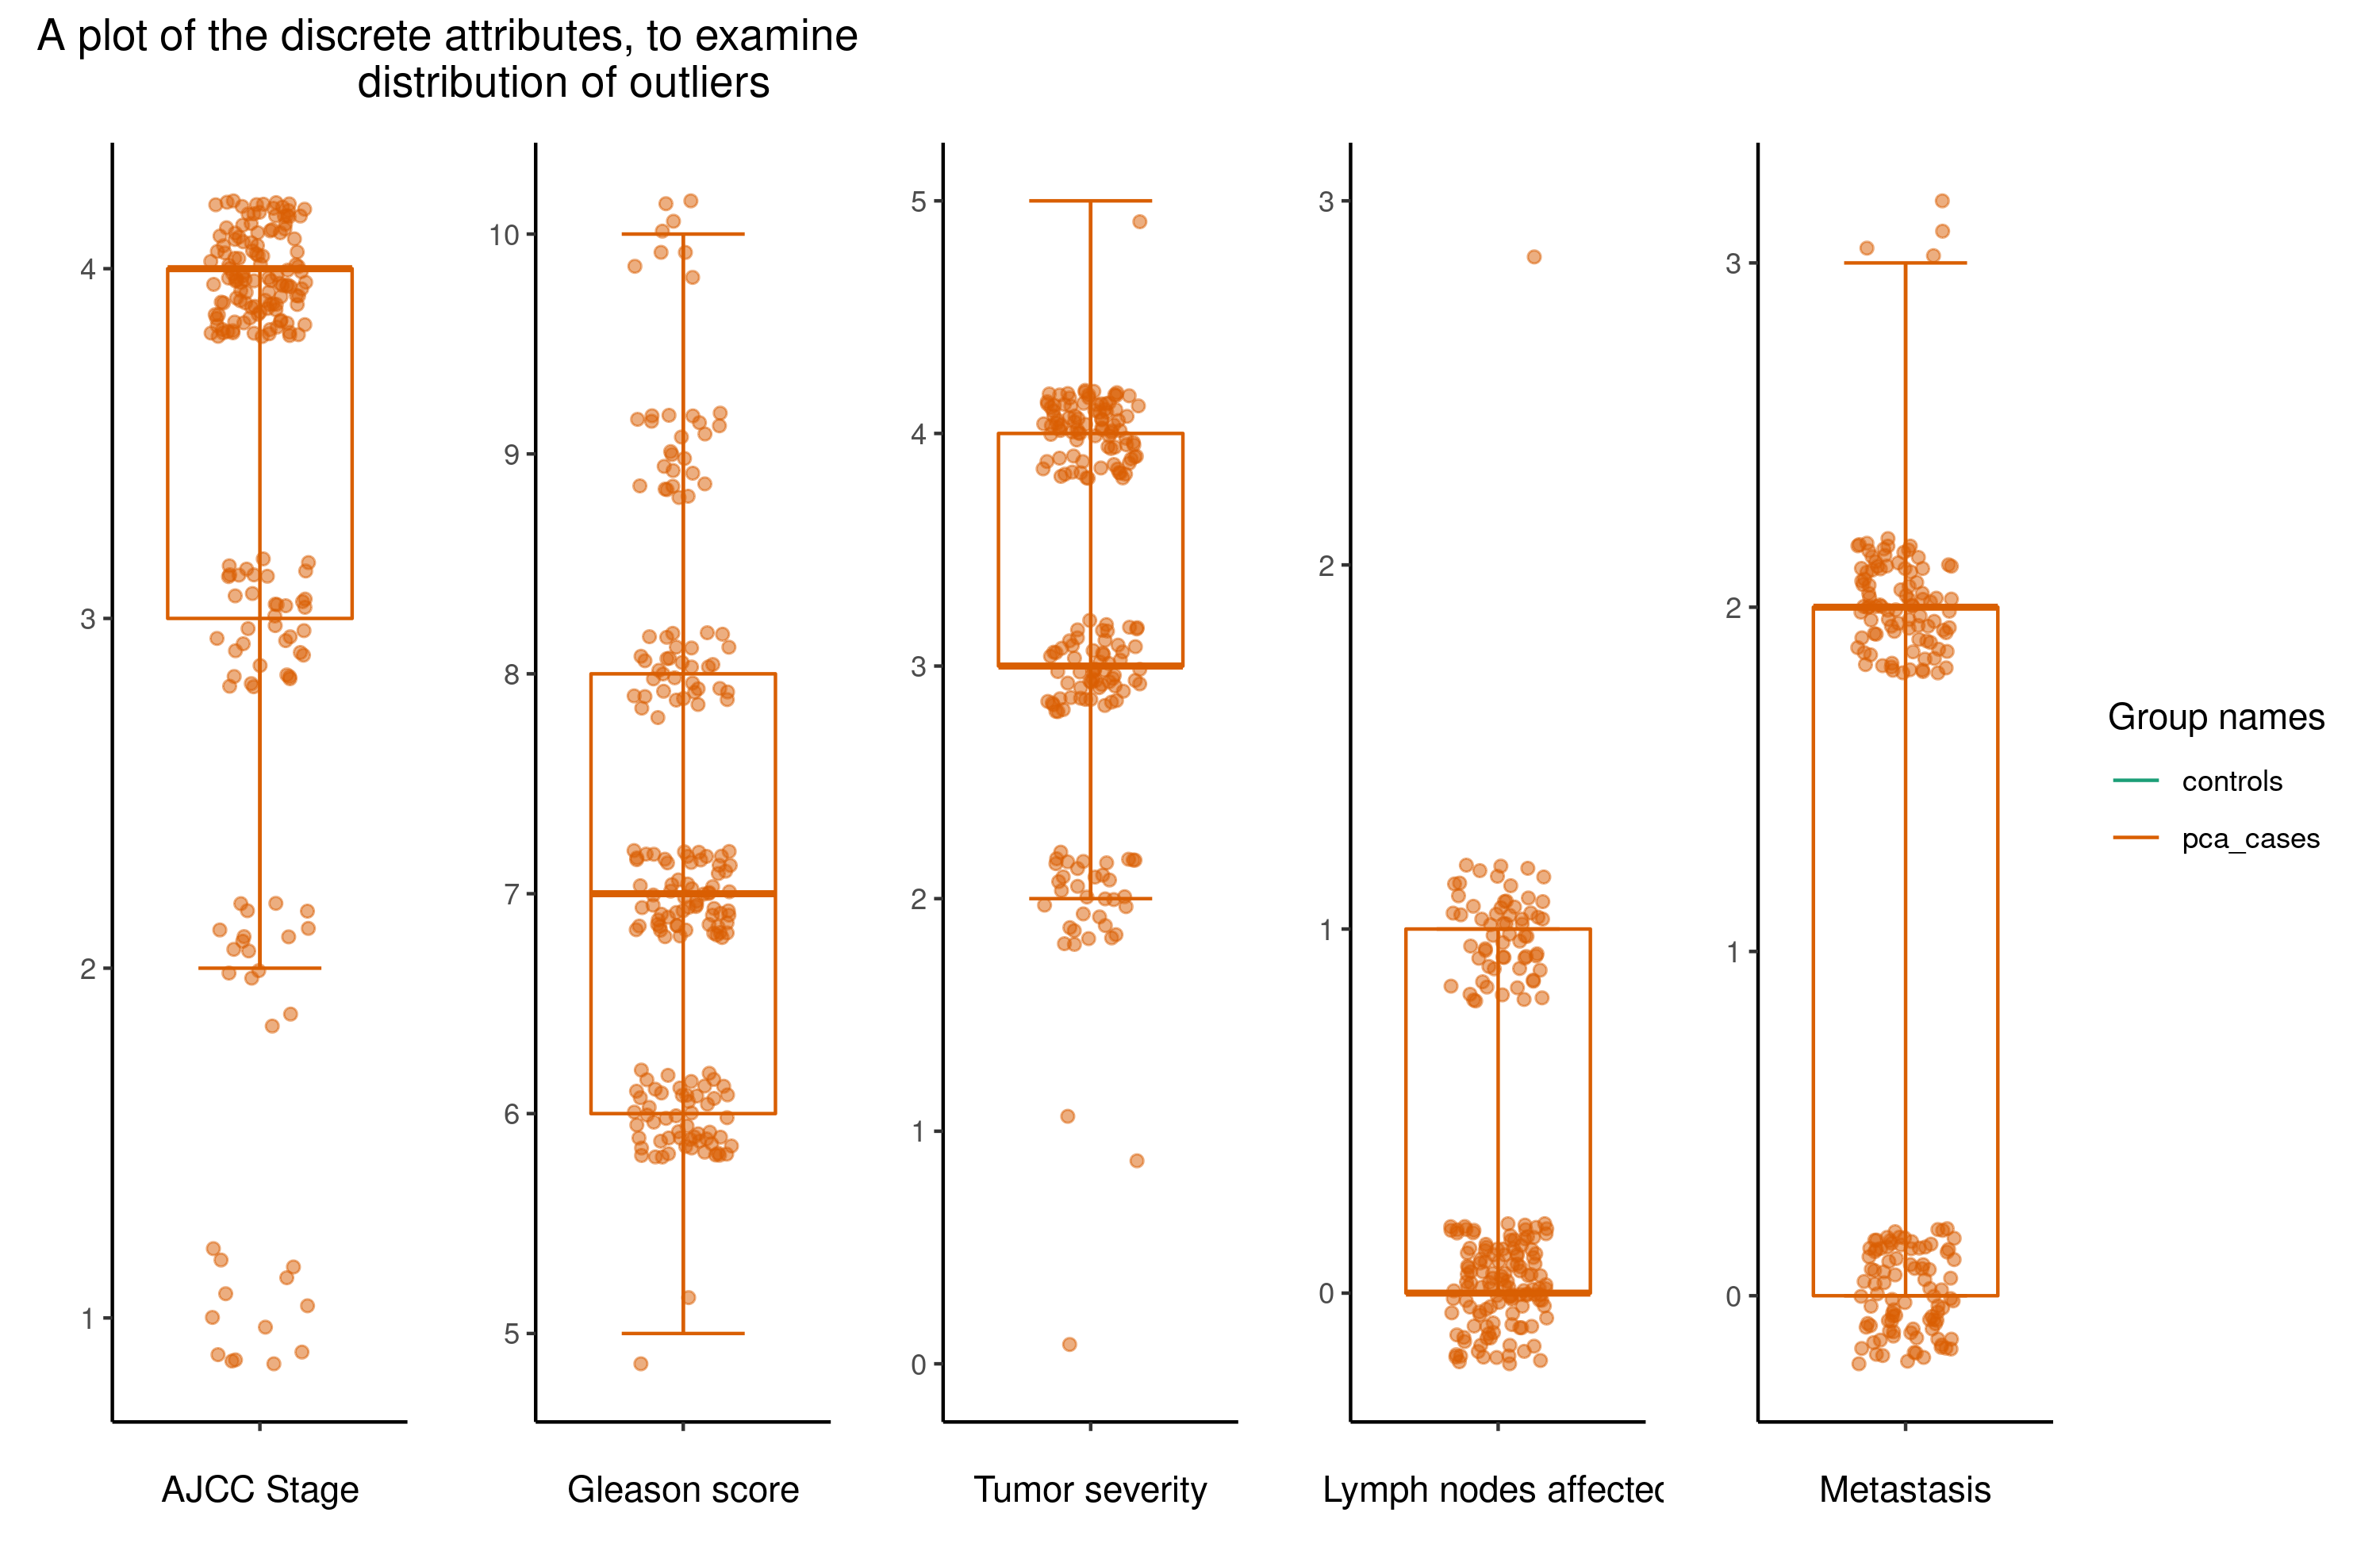 A plot of the discrete attributes, to examine
distribution of outliers
4
3
2
1
AJCC Stage
10
9
8
7
6
5
Gleason score
5
4
3
2
1
0
Tumor severity
3
2
1
0
Lymph nodes affected
3
2
1
0
Metastasis
Group names
controls
pca_cases